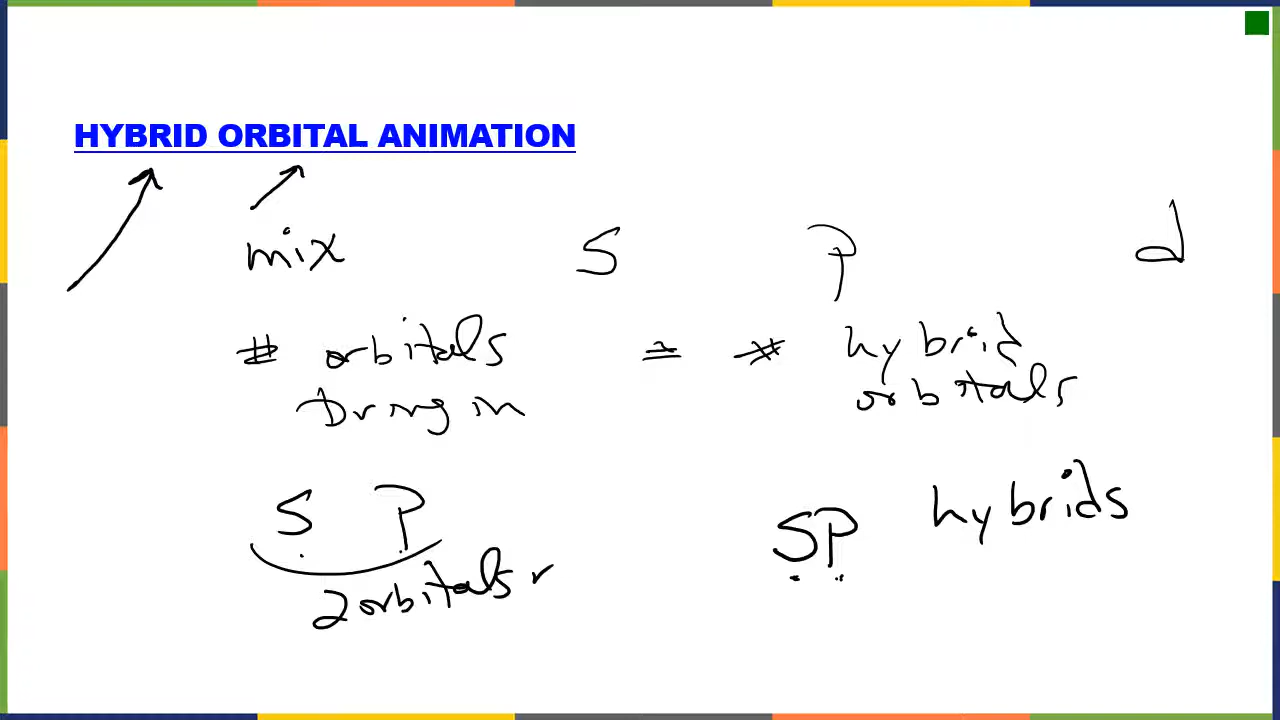 HYBRID ORBITAL ANIMATION
mix S P d
# orbitals = # hybrid
bring in orbitals
S P SP hybrids
2 orbitals